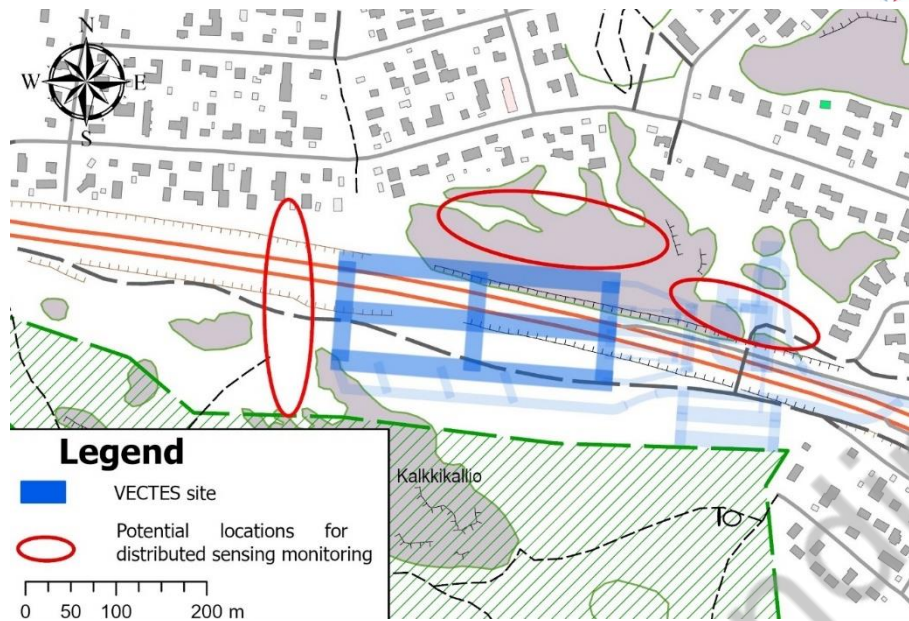 N
W E
S
Kalkkikallio
Legend
VECTES site
Potential locations for
distributed sensing monitoring
0 50 100 200 m